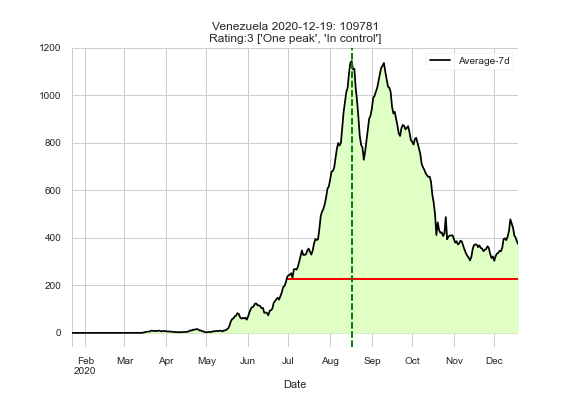 Venezuela 2020-12-19: 109781
Rating:3 ['One peak', 'In control']
1200
Average-7d
1000
800
600
400
200
0
Feb Mar Apr May Jun Jul Aug Sep Oct Nov Dec
2020
Date